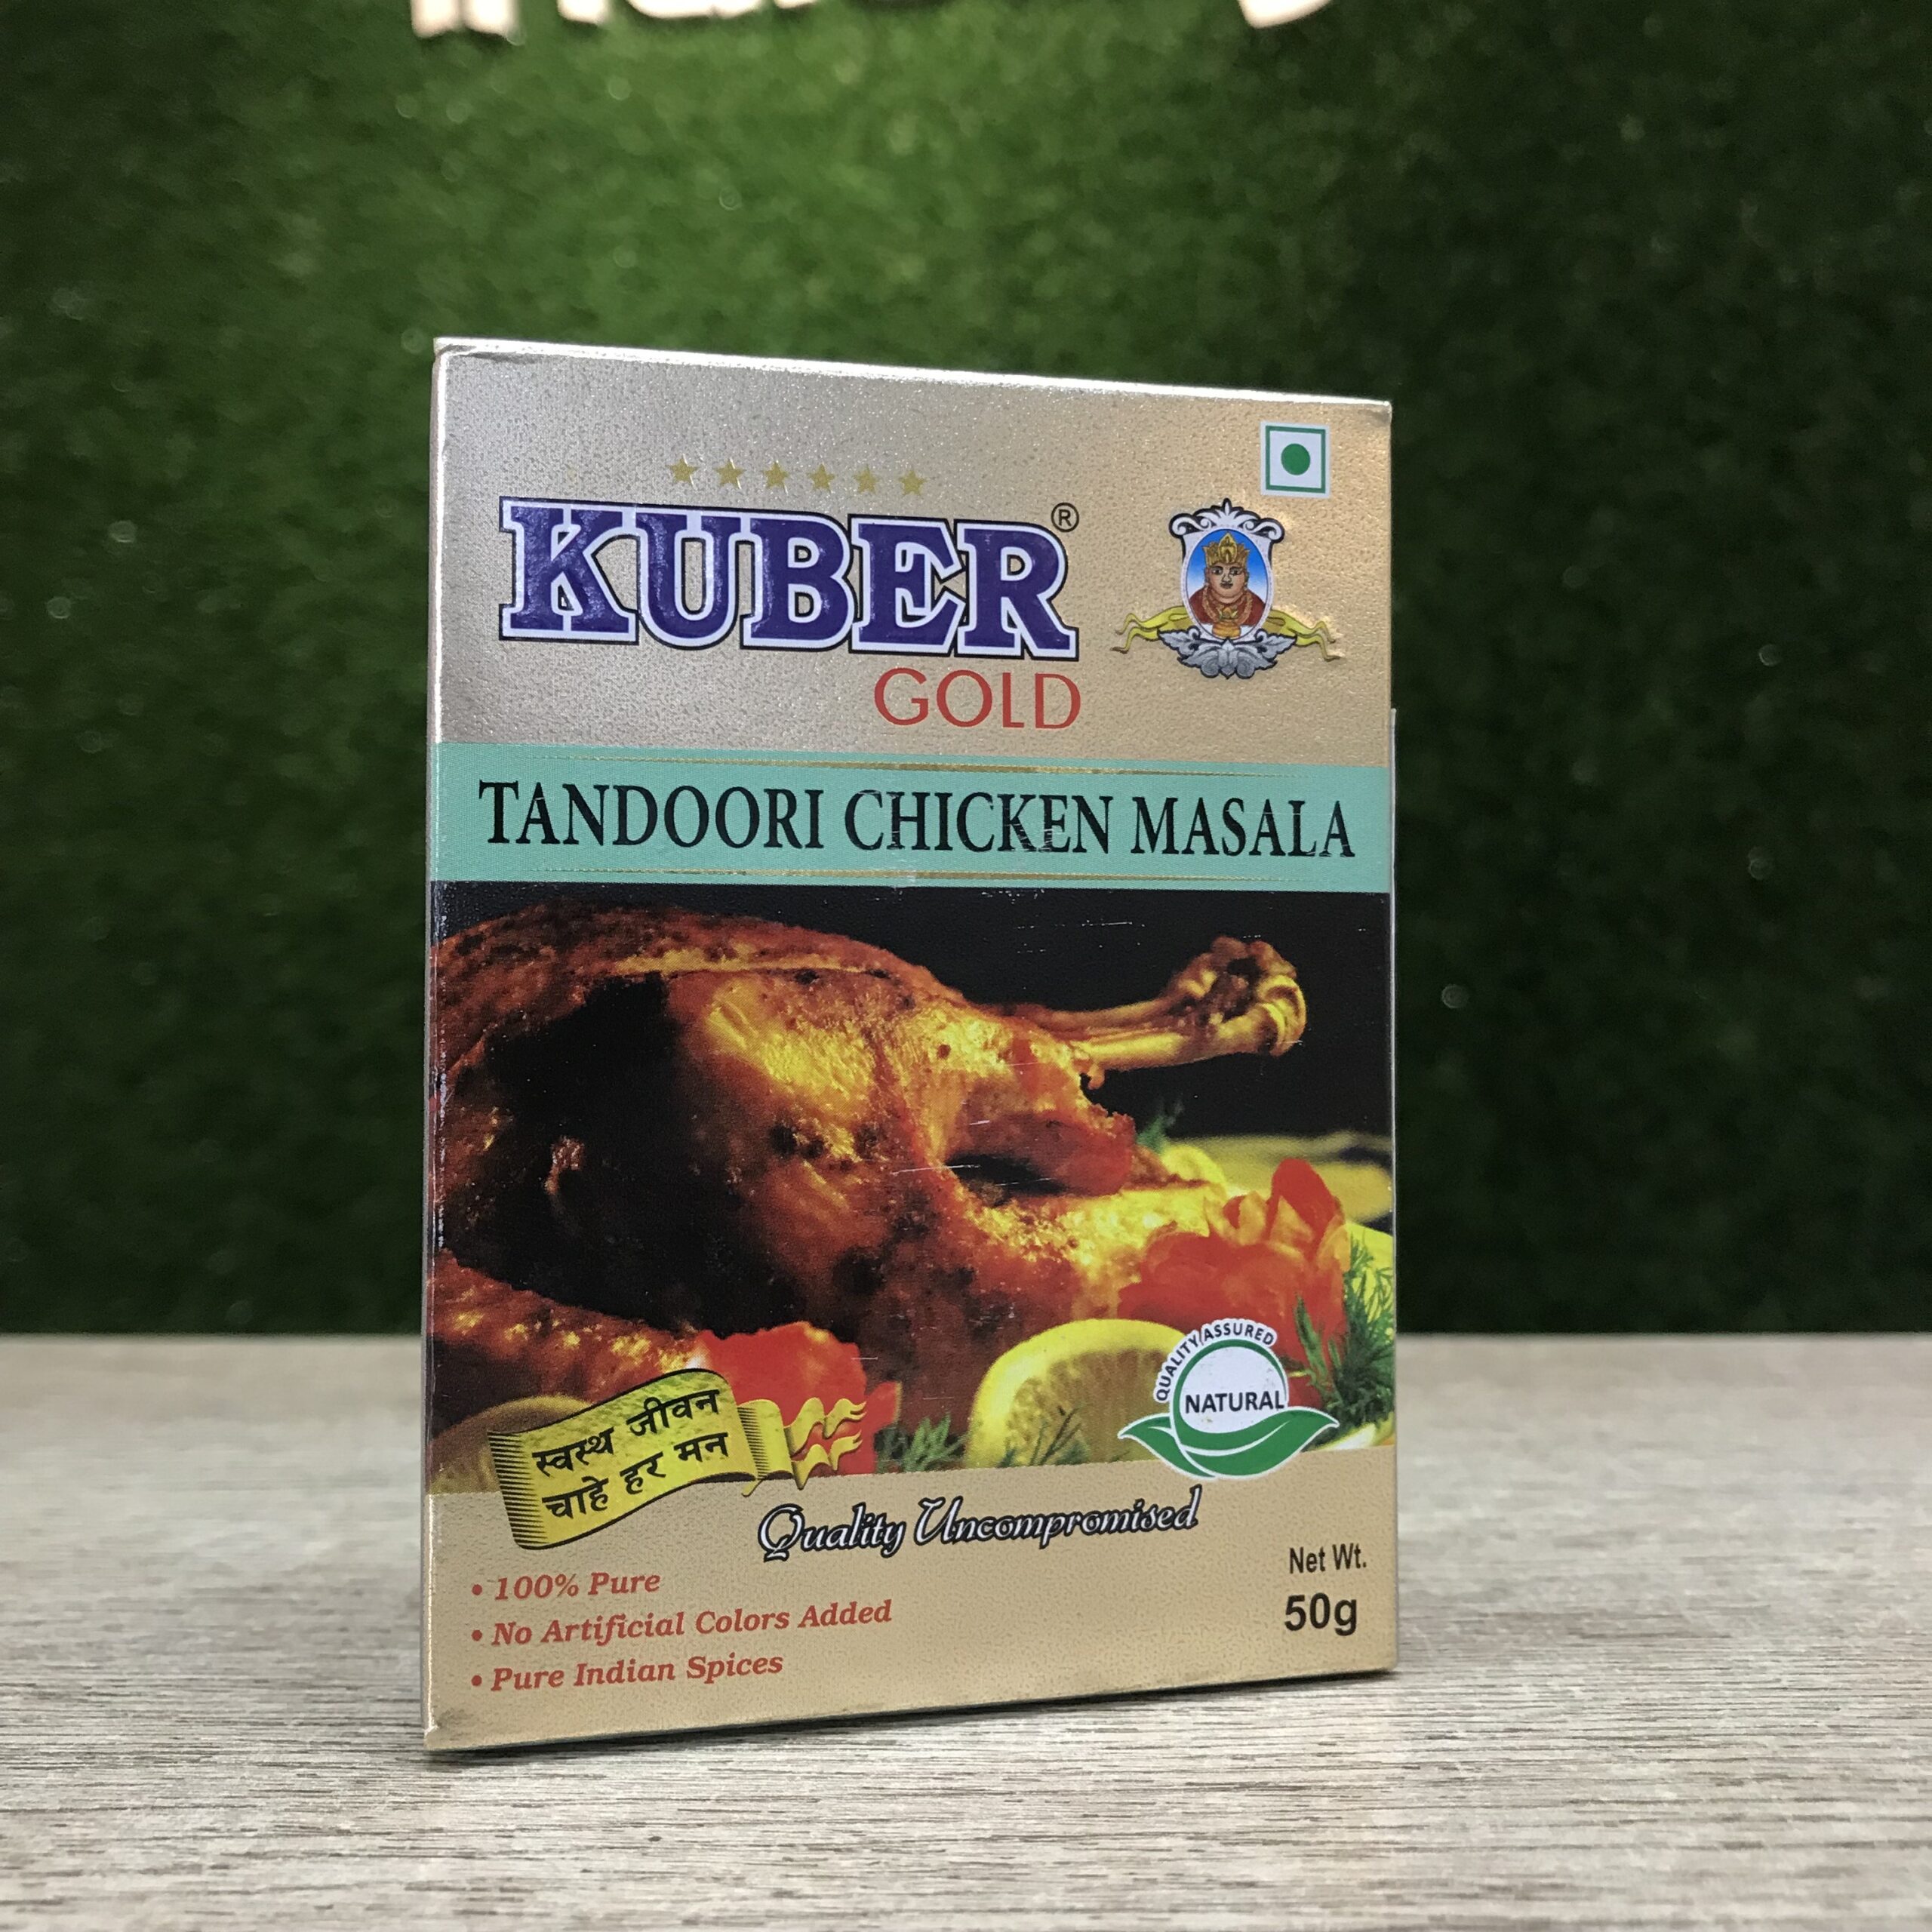 KUBER®
GOLD
TANDOORI CHICKEN MASALA
QUALITY ASSURED
NATURAL
स्वस्थ जीवन
चाहे हर मन
Quality Uncompromised
Net Wt.
50g
• 100% Pure
• No Artificial Colors Added
• Pure Indian Spices